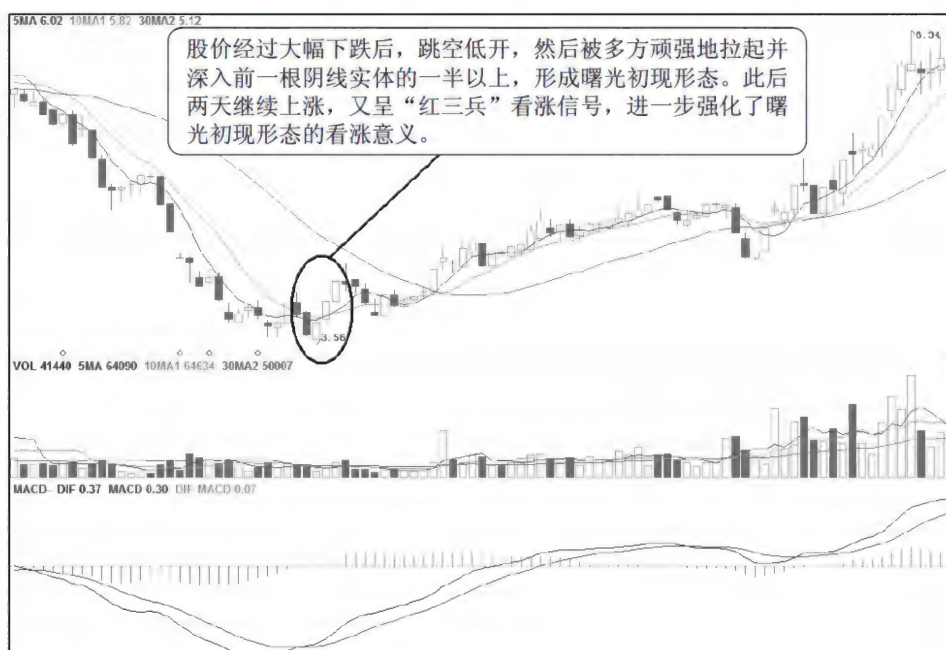 5MA 6.02 10MA1 5.82 30MA2 5.12
股价经过大幅下跌后，跳空低开，然后被多方顽强地拉起并
深入前一根阴线实体的一半以上，形成曙光初现形态。此后
两天继续上涨，又呈“红三兵”看涨信号，进一步强化了曙
光初现形态的看涨意义。
6.34
3.56
VOL 41440 5MA 64090 10MA1 64634 30MA2 50007
MACD- DIF 0.37 MACD 0.30 DIF MACD 0.07